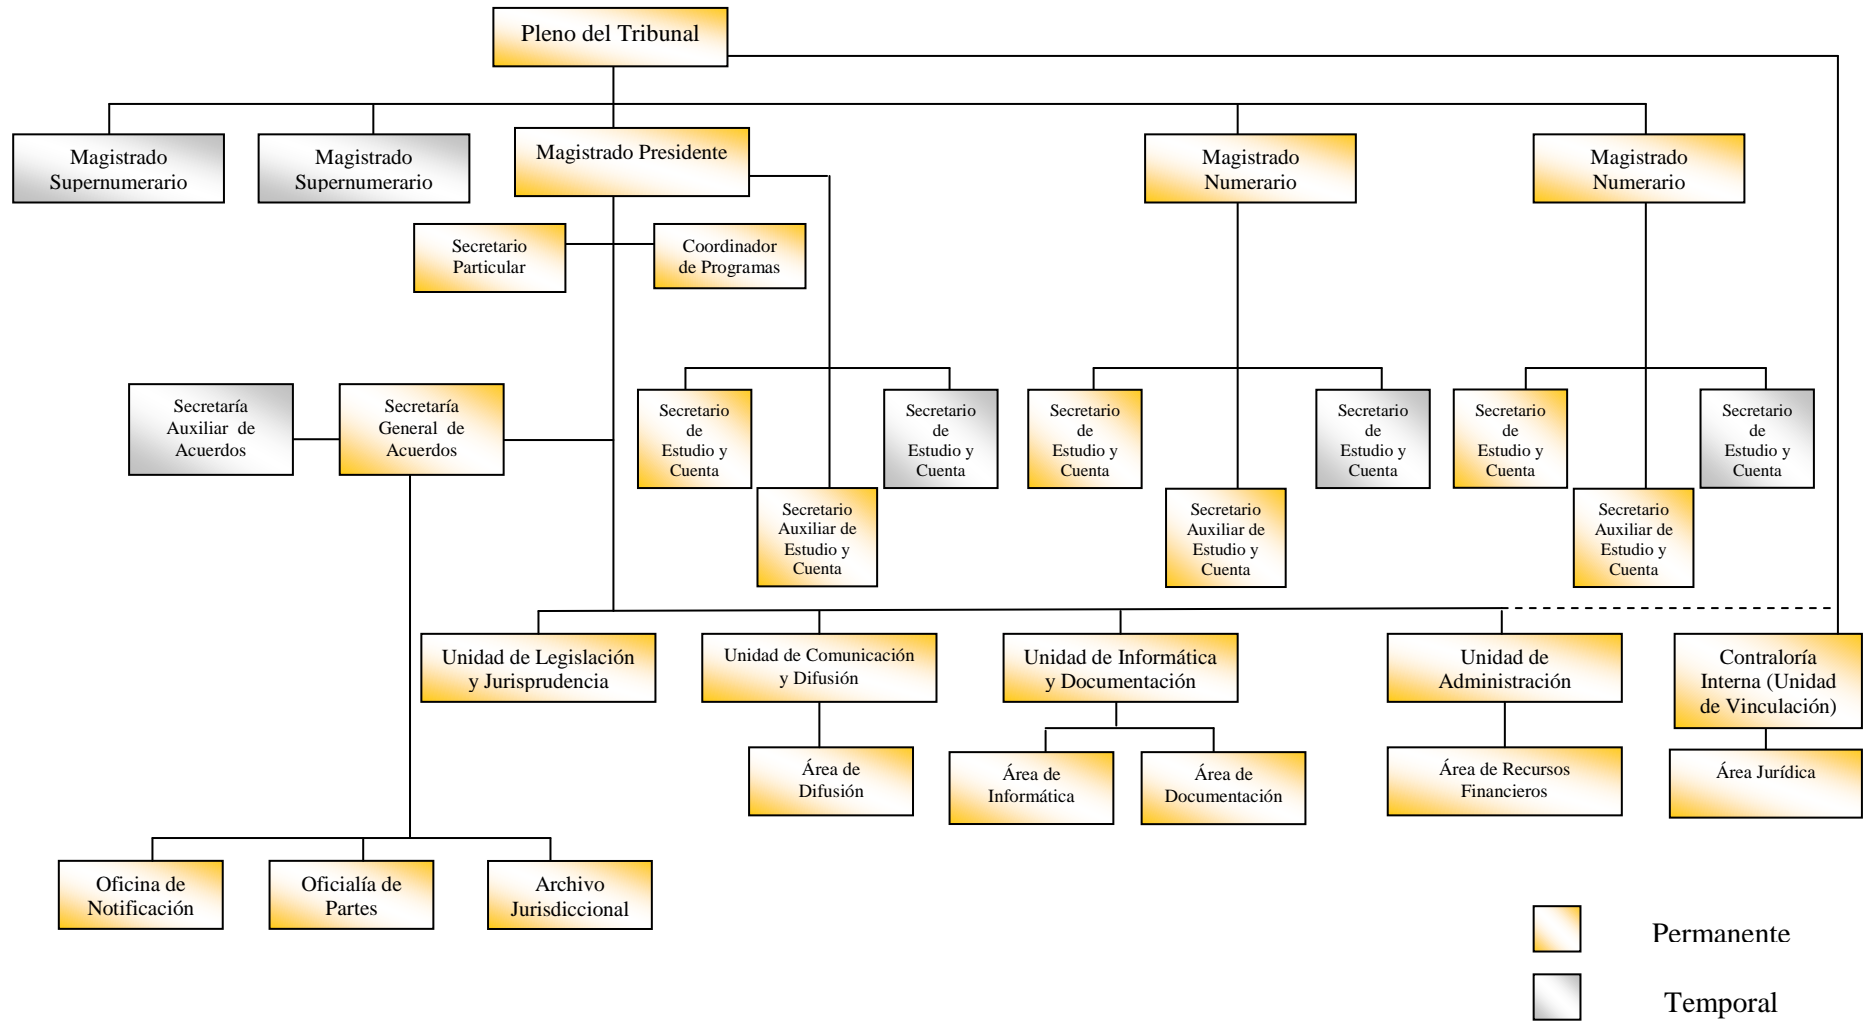 Pleno del Tribunal
Magistrado
Supernumerario
Magistrado
Supernumerario
Magistrado Presidente
Magistrado
Numerario
Magistrado
Numerario
Secretario
Particular
Coordinador
de Programas
Secretaría
Auxiliar de
Acuerdos
Secretaría
General de
Acuerdos
Secretario
de
Estudio y
Cuenta
Secretario
Auxiliar de
Estudio y
Cuenta
Secretario
de
Estudio y
Cuenta
Secretario
de
Estudio y
Cuenta
Secretario
Auxiliar de
Estudio y
Cuenta
Secretario
de
Estudio y
Cuenta
Secretario
de
Estudio y
Cuenta
Secretario
Auxiliar de
Estudio y
Cuenta
Secretario
de
Estudio y
Cuenta
Unidad de Legislación
y Jurisprudencia
Unidad de Comunicación
y Difusión
Unidad de Informática
y Documentación
Unidad de
Administración
Contraloría
Interna (Unidad
de Vinculación)
Área de
Difusión
Área de
Informática
Área de
Documentación
Área de Recursos
Financieros
Área Jurídica
Oficina de
Notificación
Oficialía de
Partes
Archivo
Jurisdiccional
Permanente
Temporal